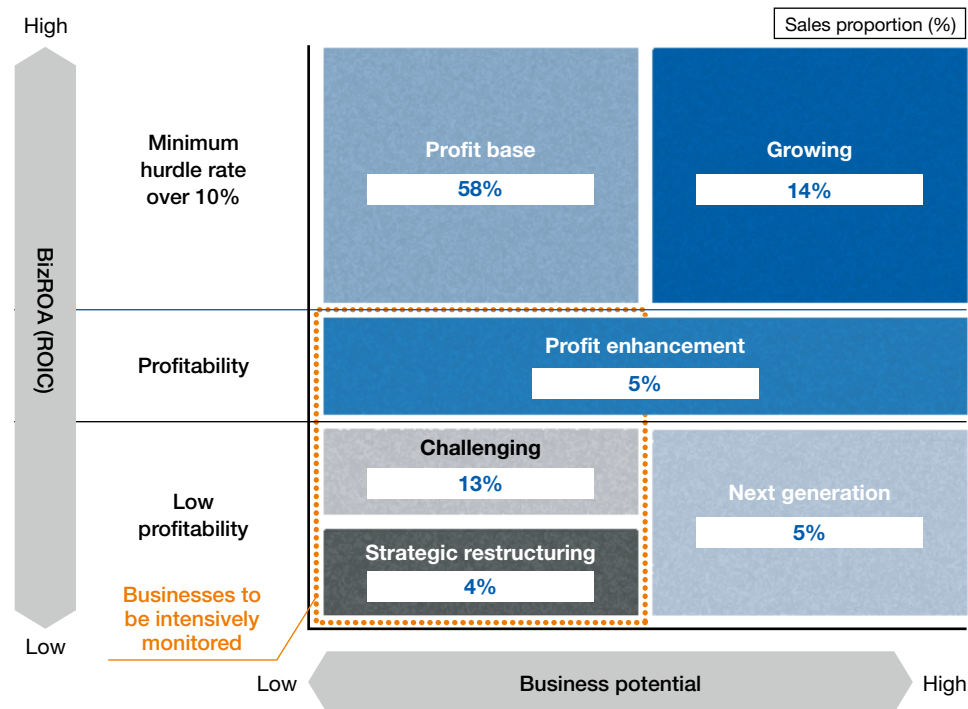 High
Sales proportion (%)
Minimum
hurdle rate
over 10%
Profit base
58%
Growing
14%
BizROA (ROIC)
Profitability
Profit enhancement
5%
Low
profitability
Challenging
13%
Strategic restructuring
4%
Next generation
5%
Businesses to
be intensively
monitored
Low
Low
Business potential
High